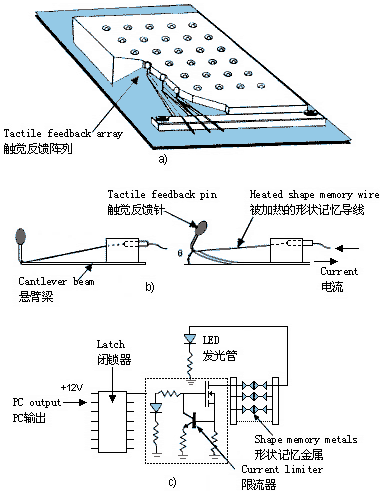 Tactile feedback array
触觉反馈阵列
a)
Tactile feedback pin
触觉反馈针
Heated shape memory wire
被加热的形状记忆导线
θ
Cantlever beam
悬臂梁
b)
Current
电流
Latch
闭锁器
LED
发光管
+12V
PC output
PC输出
Shape memory metals
形状记忆金属
Current limiter
限流器
c)